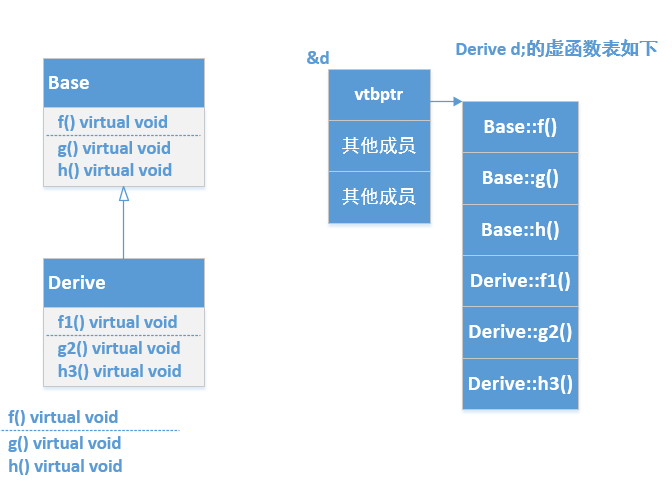 Base
f() virtual void
g() virtual void
h() virtual void
Derive
f1() virtual void
g2() virtual void
h3() virtual void
f() virtual void
g() virtual void
h() virtual void
&d
vtbptr
其他成员
其他成员
Derive d;的虚函数表如下
Base::f()
Base::g()
Base::h()
Derive::f1()
Derive::g2()
Derive::h3()